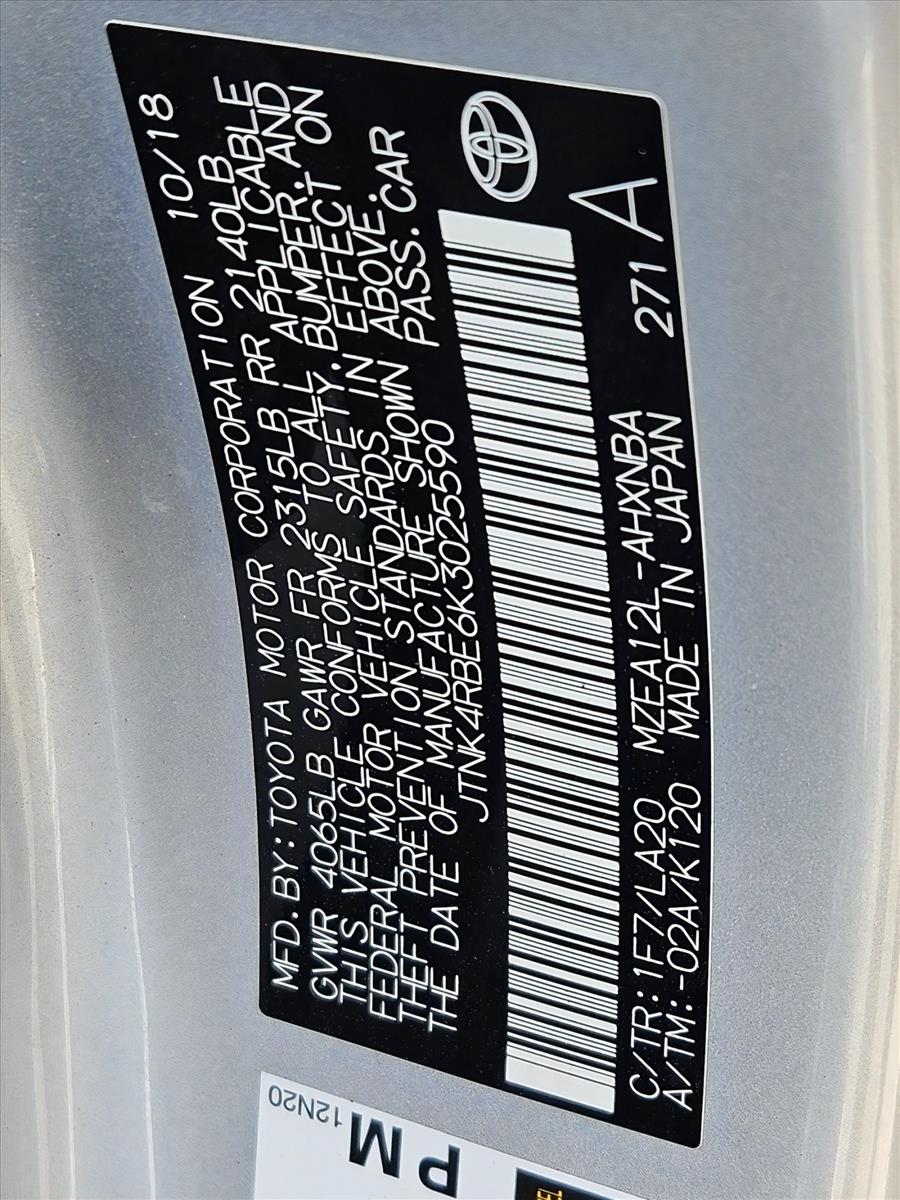 MFD.BY:TOYOTA MOTOR CORPORATION 10/18
GVWR 4065LB GAWR FR 2315LB RR 2140LB
THIS VEHICLE CONFORMS TO ALL APPLICABLE
FEDERAL MOTOR VEHICLE SAFETY, BUMPER, AND
THEFT PREVENTION STANDARDS IN EFFECT ON
THE DATE OF MANUFACTURE SHOWN ABOVE.
JTNK4RBE6K3025590 PASS.CAR
C/TR:1F7/LA20 MZEA12L-AHXNBA 271 A
A/TM:-02A/K120 MADE IN JAPAN
12N20
P M